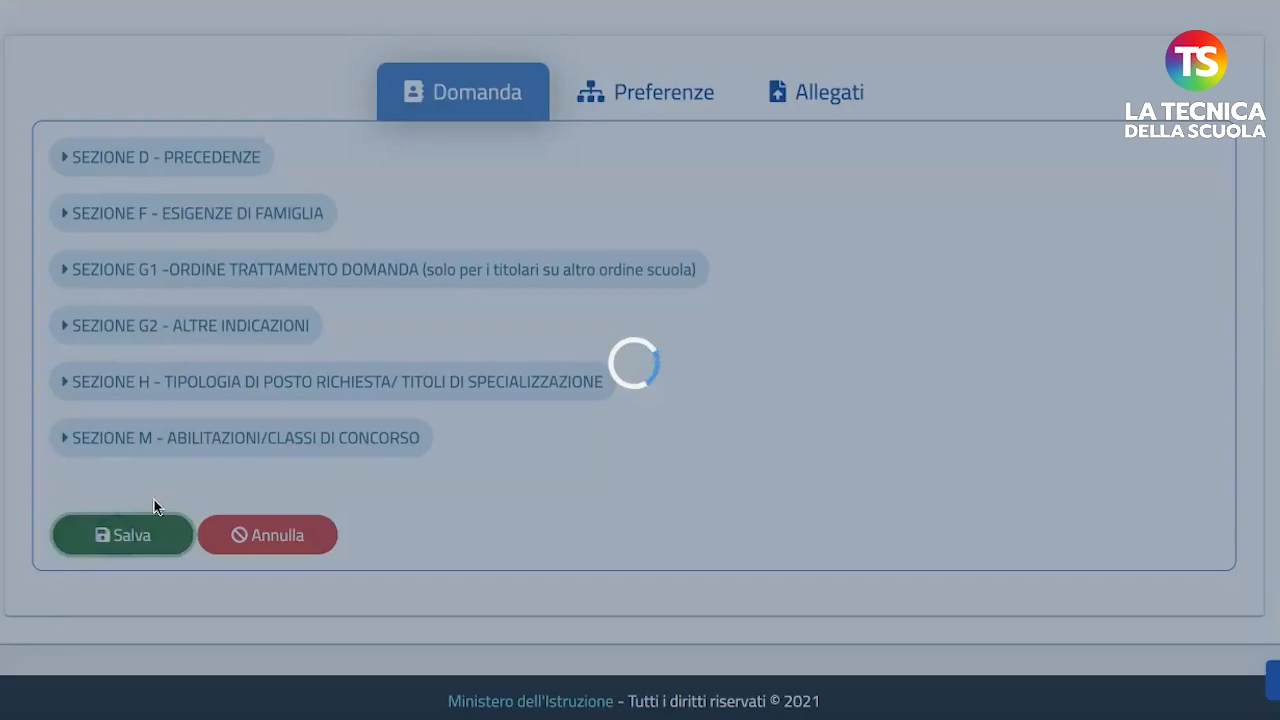 TS
LA TECNICA
DELLA SCUOLA
Domanda
Preferenze
Allegati
SEZIONE D - PRECEDENZE
SEZIONE F - ESIGENZE DI FAMIGLIA
SEZIONE G1 -ORDINE TRATTAMENTO DOMANDA (solo per i titolari su altro ordine scuola)
SEZIONE G2 - ALTRE INDICAZIONI
SEZIONE H - TIPOLOGIA DI POSTO RICHIESTA/ TITOLI DI SPECIALIZZAZIONE
SEZIONE M - ABILITAZIONI/CLASSI DI CONCORSO
Salva
Annulla
Ministero dell'Istruzione - Tutti i diritti riservati © 2021